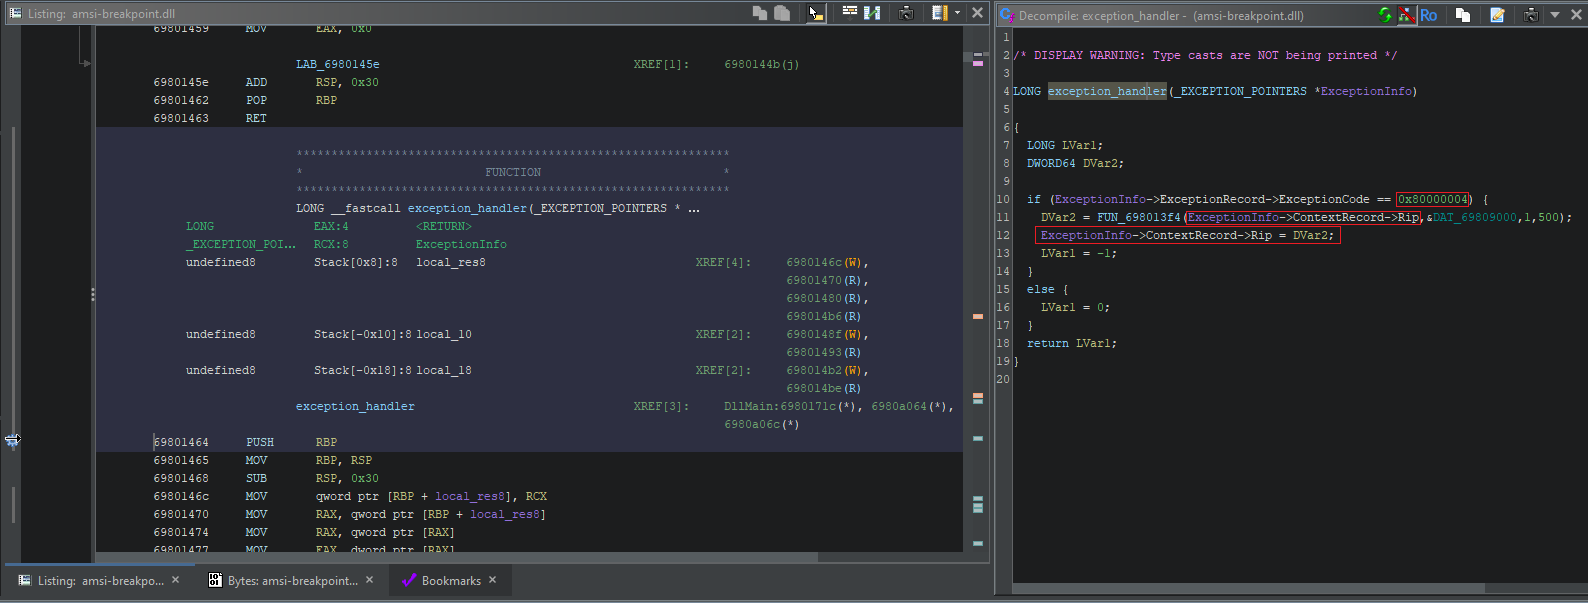 Listing: amsi-breakpoint.dll
69801459 MOV EAX, 0x0
LAB_6980145e XREF[1]: 6980144b(j)
6980145e ADD RSP, 0x30
69801462 POP RBP
69801463 RET
**************************************************************
* FUNCTION *
**************************************************************
LONG __fastcall exception_handler(_EXCEPTION_POINTERS * ...
LONG EAX:4 <RETURN>
_EXCEPTION_POI... RCX:8 ExceptionInfo
undefined8 Stack[0x8]:8 local_res8 XREF[4]: 6980146c(W),
69801470(R),
69801480(R),
698014b6(R)
undefined8 Stack[-0x10]:8 local_10 XREF[2]: 6980148f(W),
69801493(R)
undefined8 Stack[-0x18]:8 local_18 XREF[2]: 698014b2(W),
698014be(R)
exception_handler XREF[3]: DllMain:6980171c(*), 6980a064(*),
6980a06c(*)
69801464 PUSH RBP
69801465 MOV RBP, RSP
69801468 SUB RSP, 0x30
6980146c MOV qword ptr [RBP + local_res8], RCX
69801470 MOV RAX, qword ptr [RBP + local_res8]
69801474 MOV RAX, qword ptr [RAX]
69801477 MOV EAX, dword ptr [RAX]
Listing: amsi-breakpo... ×
Bytes: amsi-breakpoint... ×
Bookmarks ×
Decompile: exception_handler - (amsi-breakpoint.dll)
Ro
1
2 /* DISPLAY WARNING: Type casts are NOT being printed */
3
4 LONG exception_handler(_EXCEPTION_POINTERS *ExceptionInfo)
5
6 {
7 LONG LVar1;
8 DWORD64 DVar2;
9
10 if (ExceptionInfo->ExceptionRecord->ExceptionCode == 0x80000004) {
11 DVar2 = FUN_698013f4(ExceptionInfo->ContextRecord->Rip,&DAT_69809000,1,500);
12 ExceptionInfo->ContextRecord->Rip = DVar2;
13 LVar1 = -1;
14 }
15 else {
16 LVar1 = 0;
17 }
18 return LVar1;
19 }
20